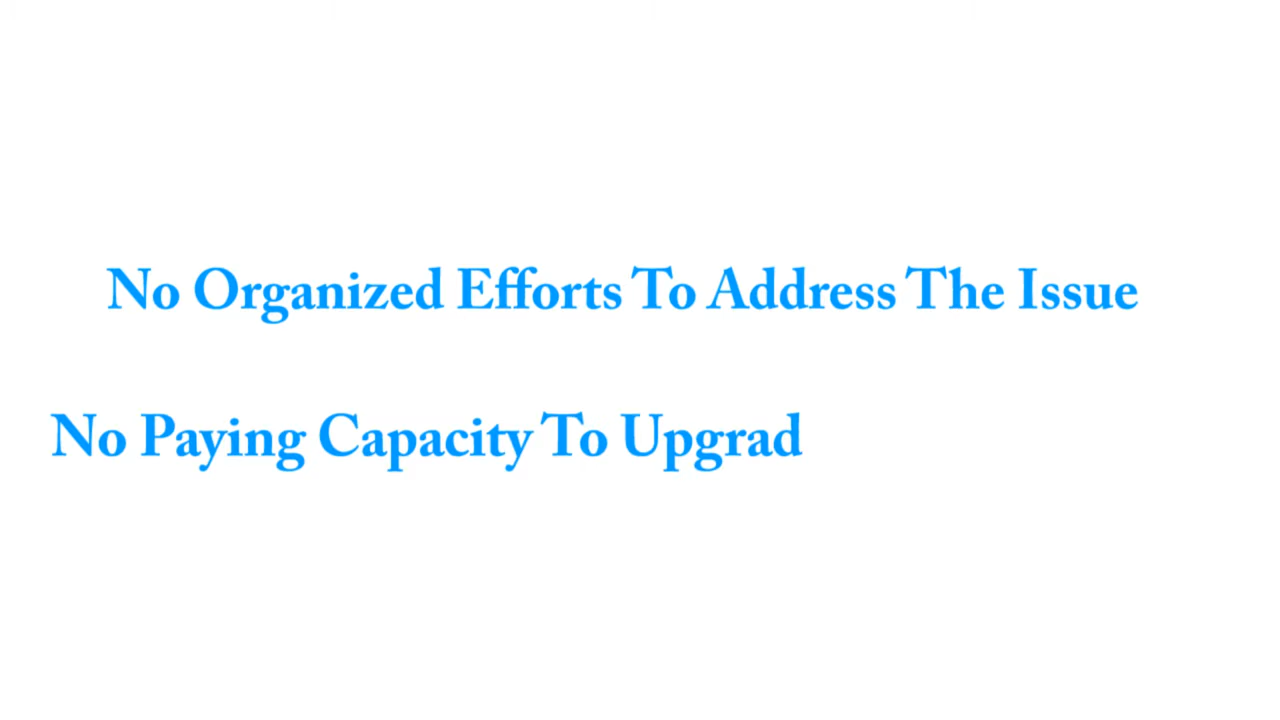 No Organized Efforts To Address The Issue
No Paying Capacity To Upgrad